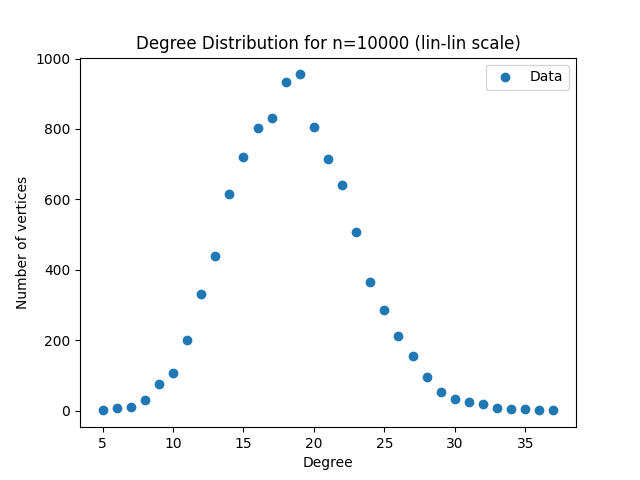 Degree Distribution for n=10000 (lin-lin scale)
Data
1000
800
600
400
200
0
Number of vertices
5 10 15 20 25 30 35
Degree